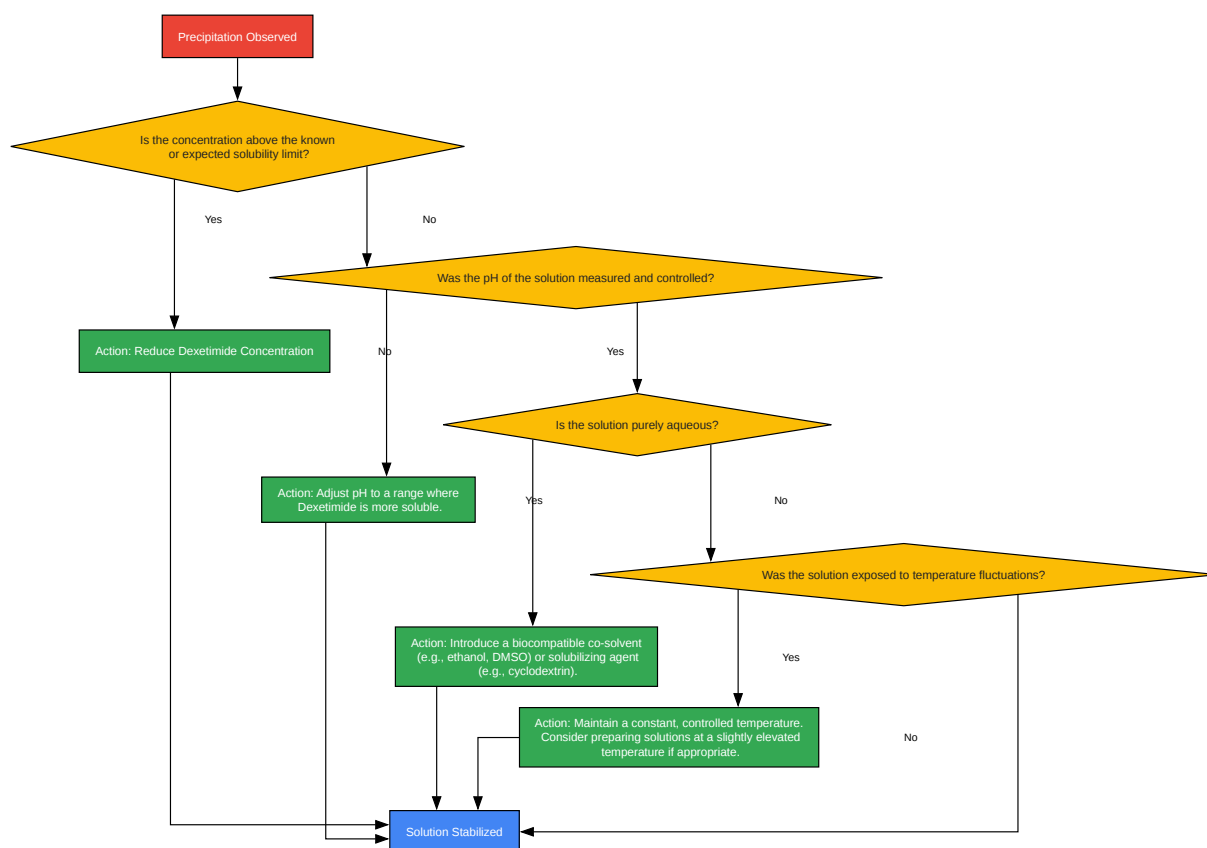 Precipitation Observed
Is the concentration above the known
or expected solubility limit?
Yes
No
Was the pH of the solution measured and controlled?
Action: Reduce Dexetimide Concentration
No
Yes
Is the solution purely aqueous?
Action: Adjust pH to a range where
Dexetimide is more soluble.
Yes
No
Was the solution exposed to temperature fluctuations?
Action: Introduce a biocompatible co-solvent
(e.g., ethanol, DMSO) or solubilizing agent
(e.g., cyclodextrin).
Yes
Action: Maintain a constant, controlled temperature.
Consider preparing solutions at a slightly elevated
temperature if appropriate.
No
Solution Stabilized